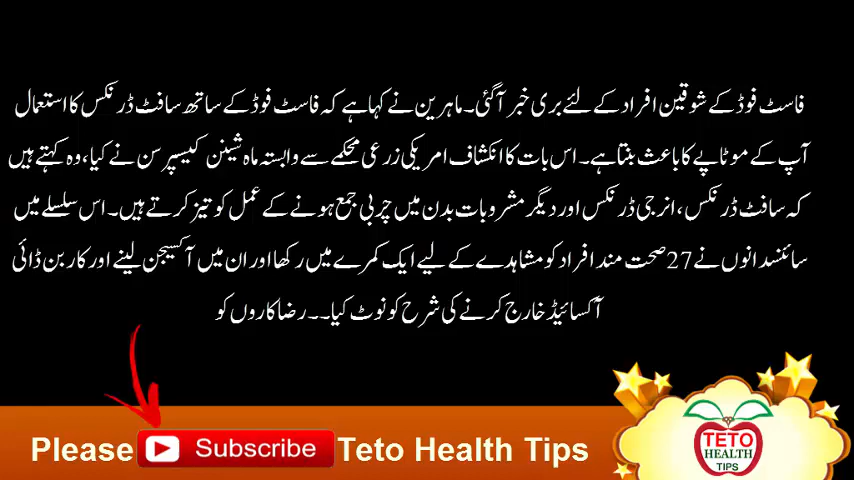 فاسٹ فوڈ کے شوقین افراد کے لئے بری خبر آگئی۔ ماہرین نے کہا ہے کہ فاسٹ فوڈ کے ساتھ سافٹ ڈرنکس کا استعمال
آپ کے موٹاپے کا باعث بنتا ہے۔ اس بات کا انکشاف امریکی زرعی محکمے سے وابستہ ماہ شینن کیسپرسن نے کیا، وہ کہتے ہیں
کہ سافٹ ڈرنکس، انرجی ڈرنکس اور دیگر مشروبات بدن میں چربی جمع ہونے کے عمل کو تیز کرتے ہیں۔ اس سلسلے میں
سائنسدانوں نے 27 صحت مند افراد کو مشاہدے کے لیے ایک کمرے میں رکھا اور ان میں آکسیجن لینے اور کاربن ڈائی
آکسائیڈ خارج کرنے کی شرح کو نوٹ کیا۔۔ رضاکاروں کو
Please Subscribe Teto Health Tips
TETO
HEALTH
TIPS